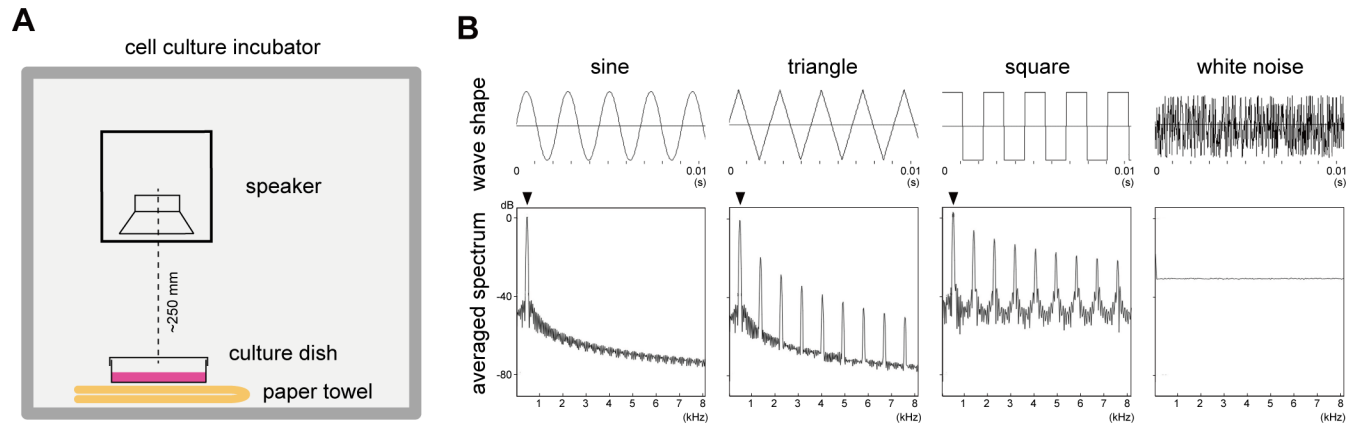 A
cell culture incubator
speaker
~250 mm
culture dish
paper towel
B
sine
triangle
square
white noise
wave shape
0
0.01
(s)
0
0.01
(s)
0
0.01
(s)
0
0.01
(s)
averaged spectrum
dB
0
-40
-80
1 2 3 4 5 6 7 8
(kHz)
1 2 3 4 5 6 7 8
(kHz)
1 2 3 4 5 6 7 8
(kHz)
1 2 3 4 5 6 7 8
(kHz)